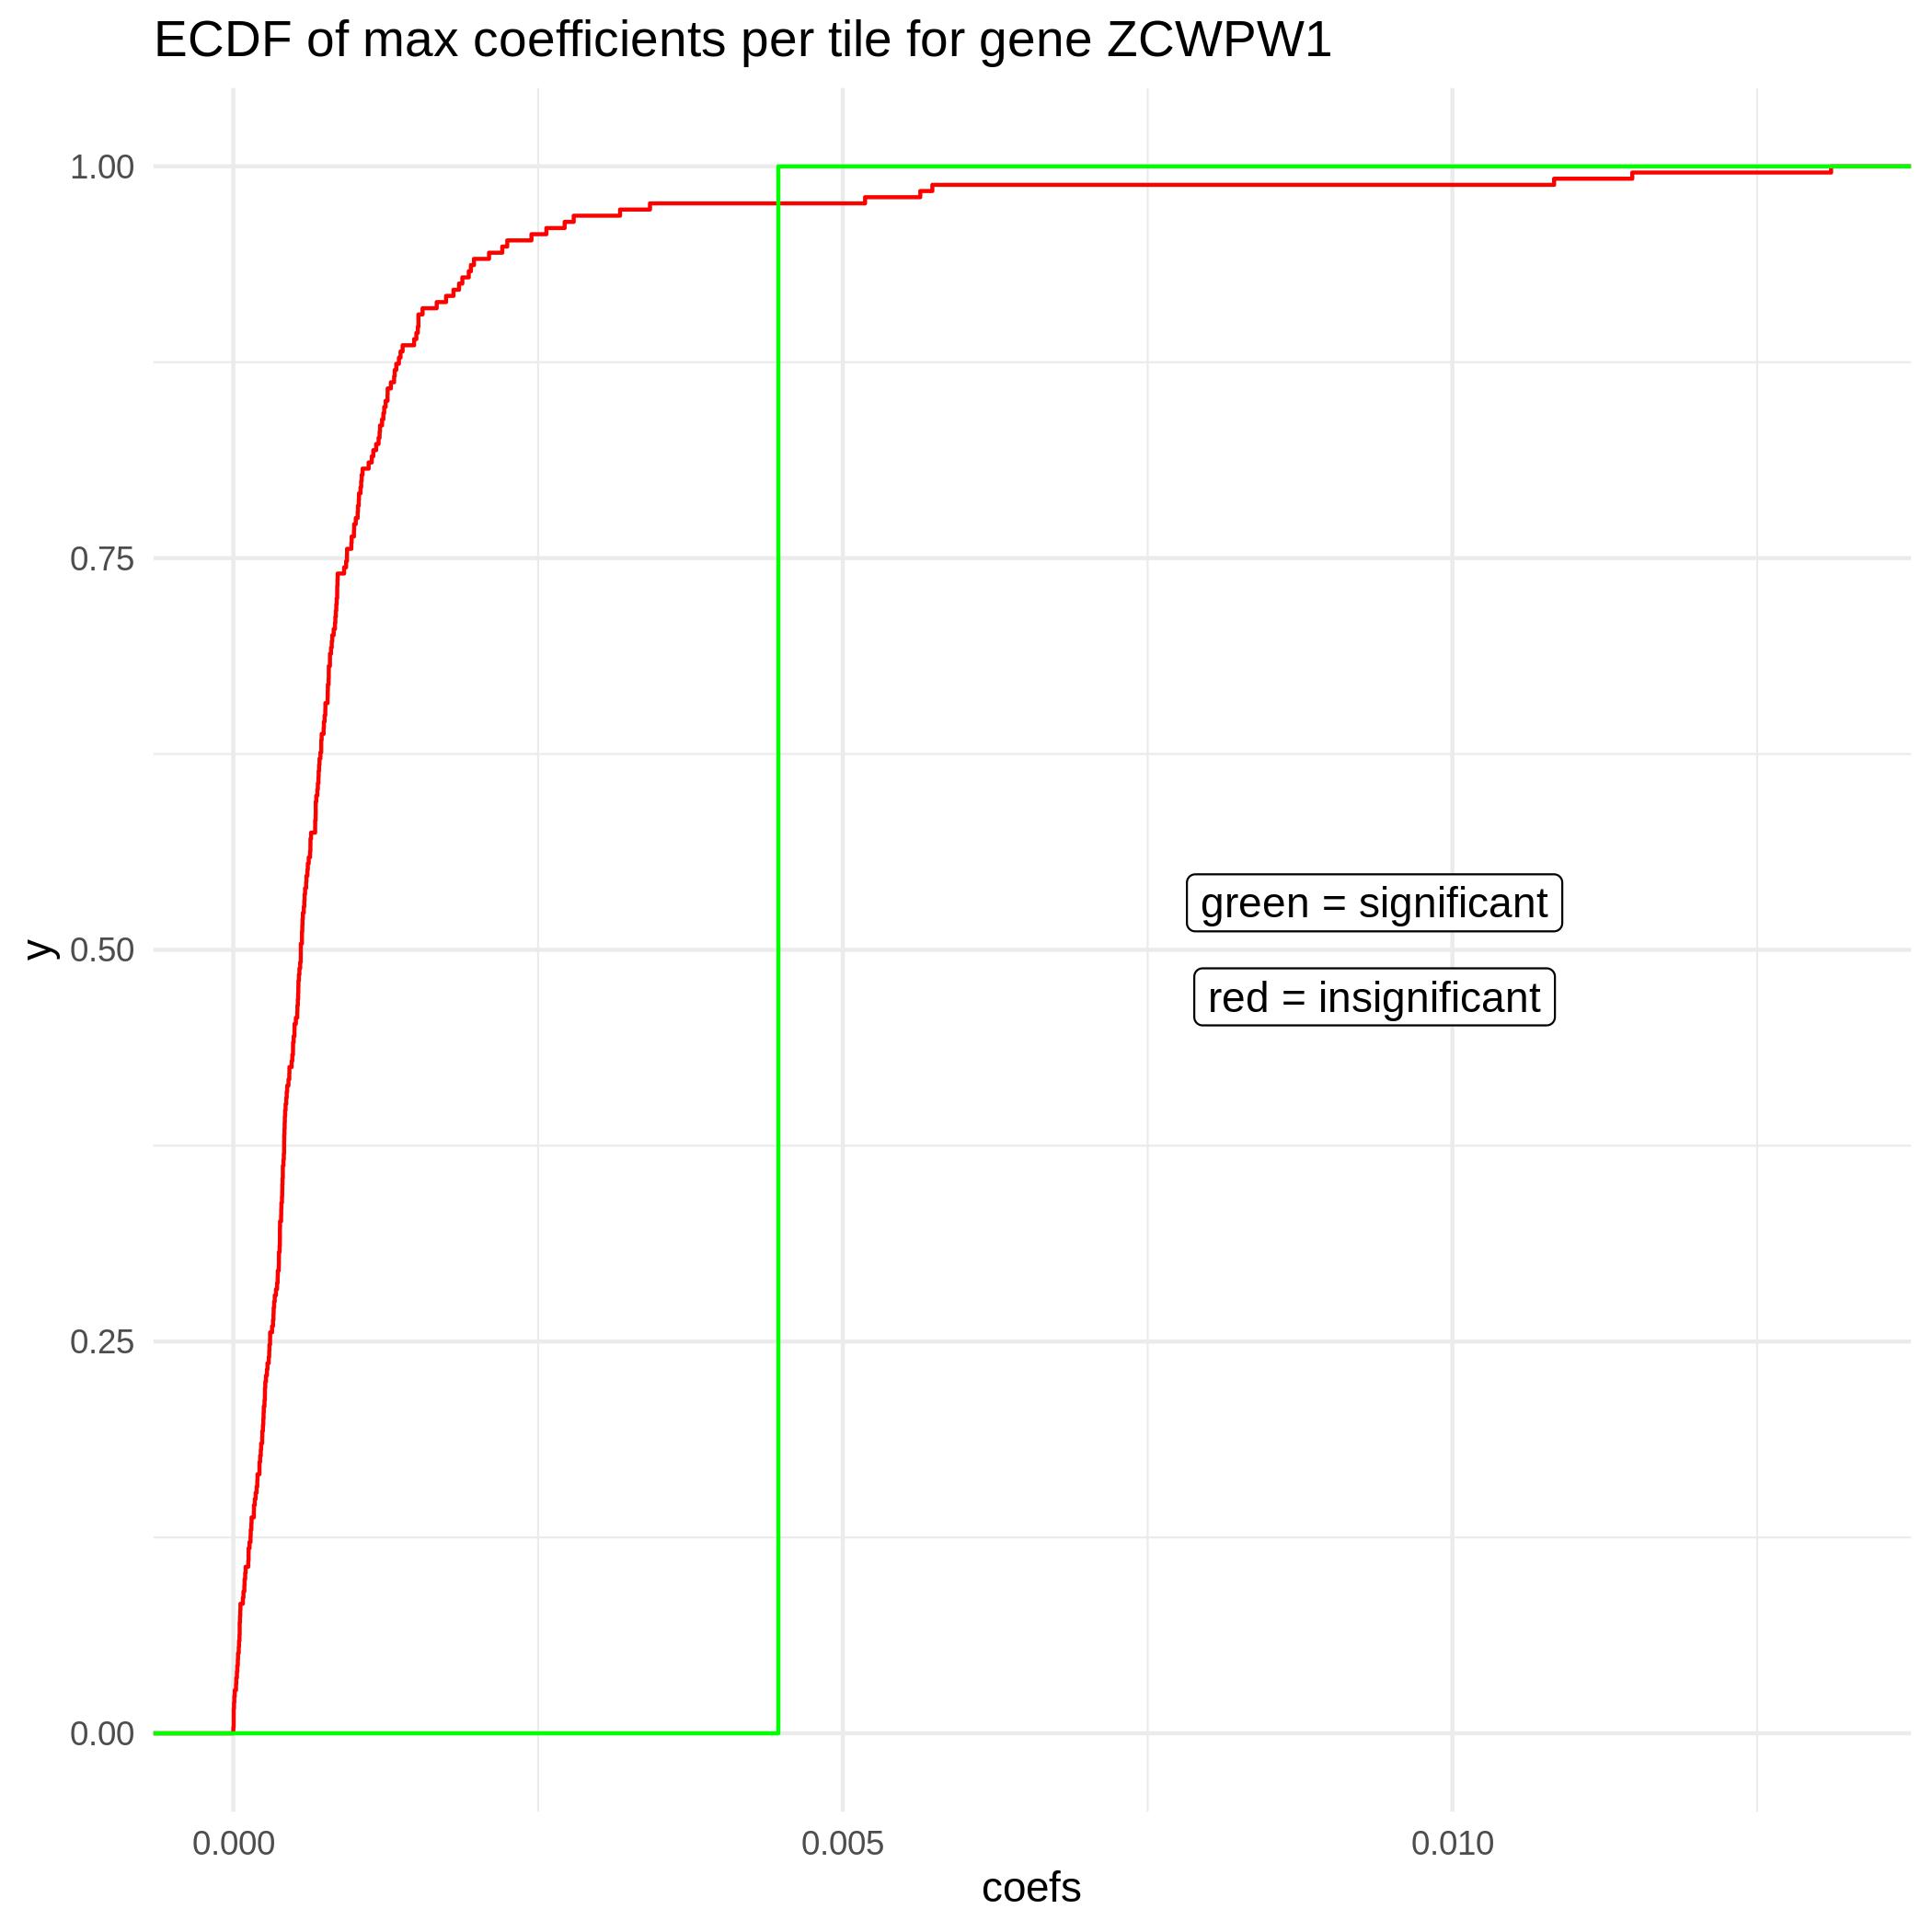 ECDF of max coefficients per tile for gene ZCWPW1
1.00
0.75
0.50
0.25
0.00
y
green = significant
red = insignificant
0.000
0.005
0.010
coefs